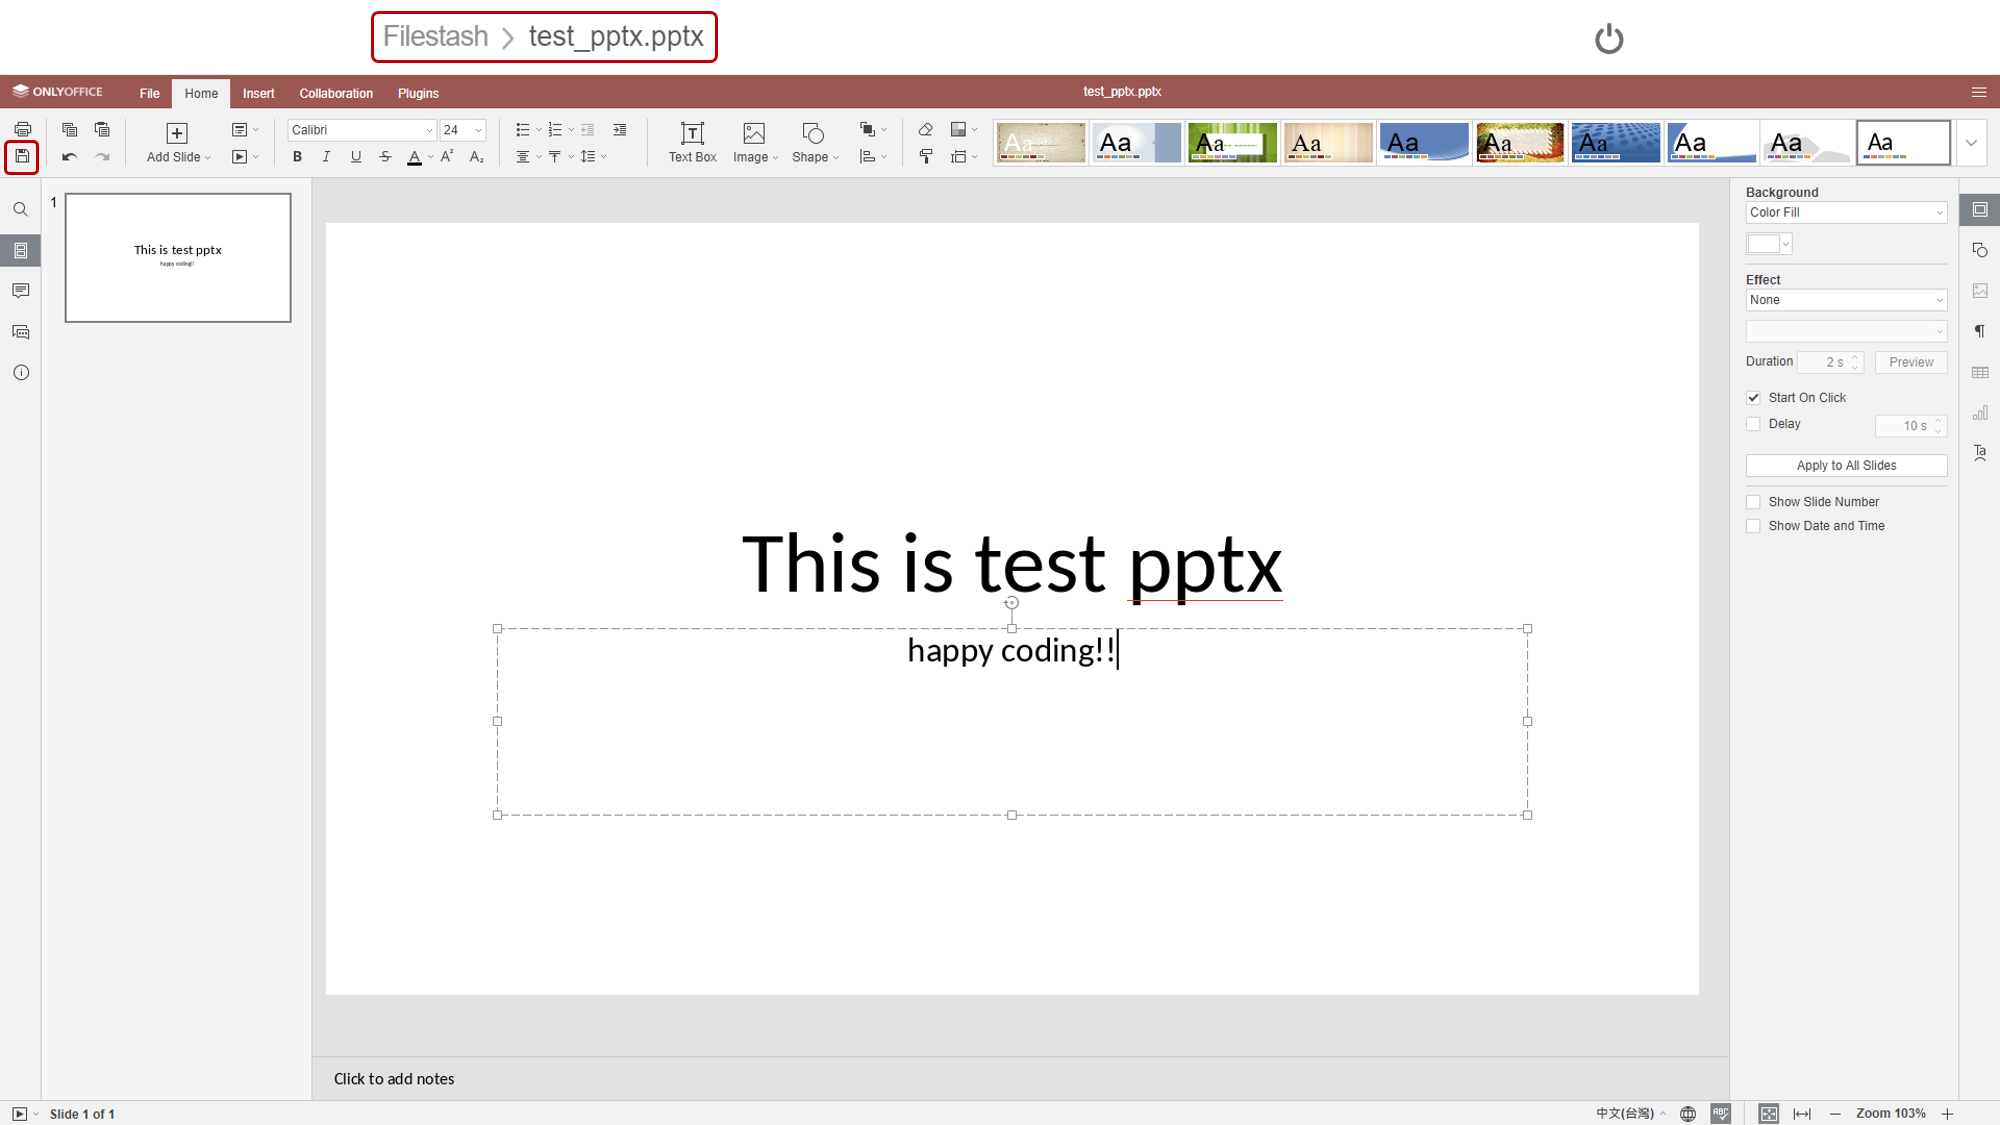 Filestash > test_pptx.pptx
ONLYOFFICE File Home Insert Collaboration Plugins test_pptx.pptx
Calibri 24
Add Slide B I U S A A² A₂ Text Box Image Shape
Aa Aa Aa Aa Aa Aa Aa Aa Aa Aa
1
This is test pptx
happy coding!!
This is test pptx
happy coding!!
Click to add notes
Background
Color Fill
Effect
None
Duration 2 s Preview
Start On Click
Delay 10 s
Apply to All Slides
Show Slide Number
Show Date and Time
Ta
Slide 1 of 1 中文(台灣) ABC Zoom 103%